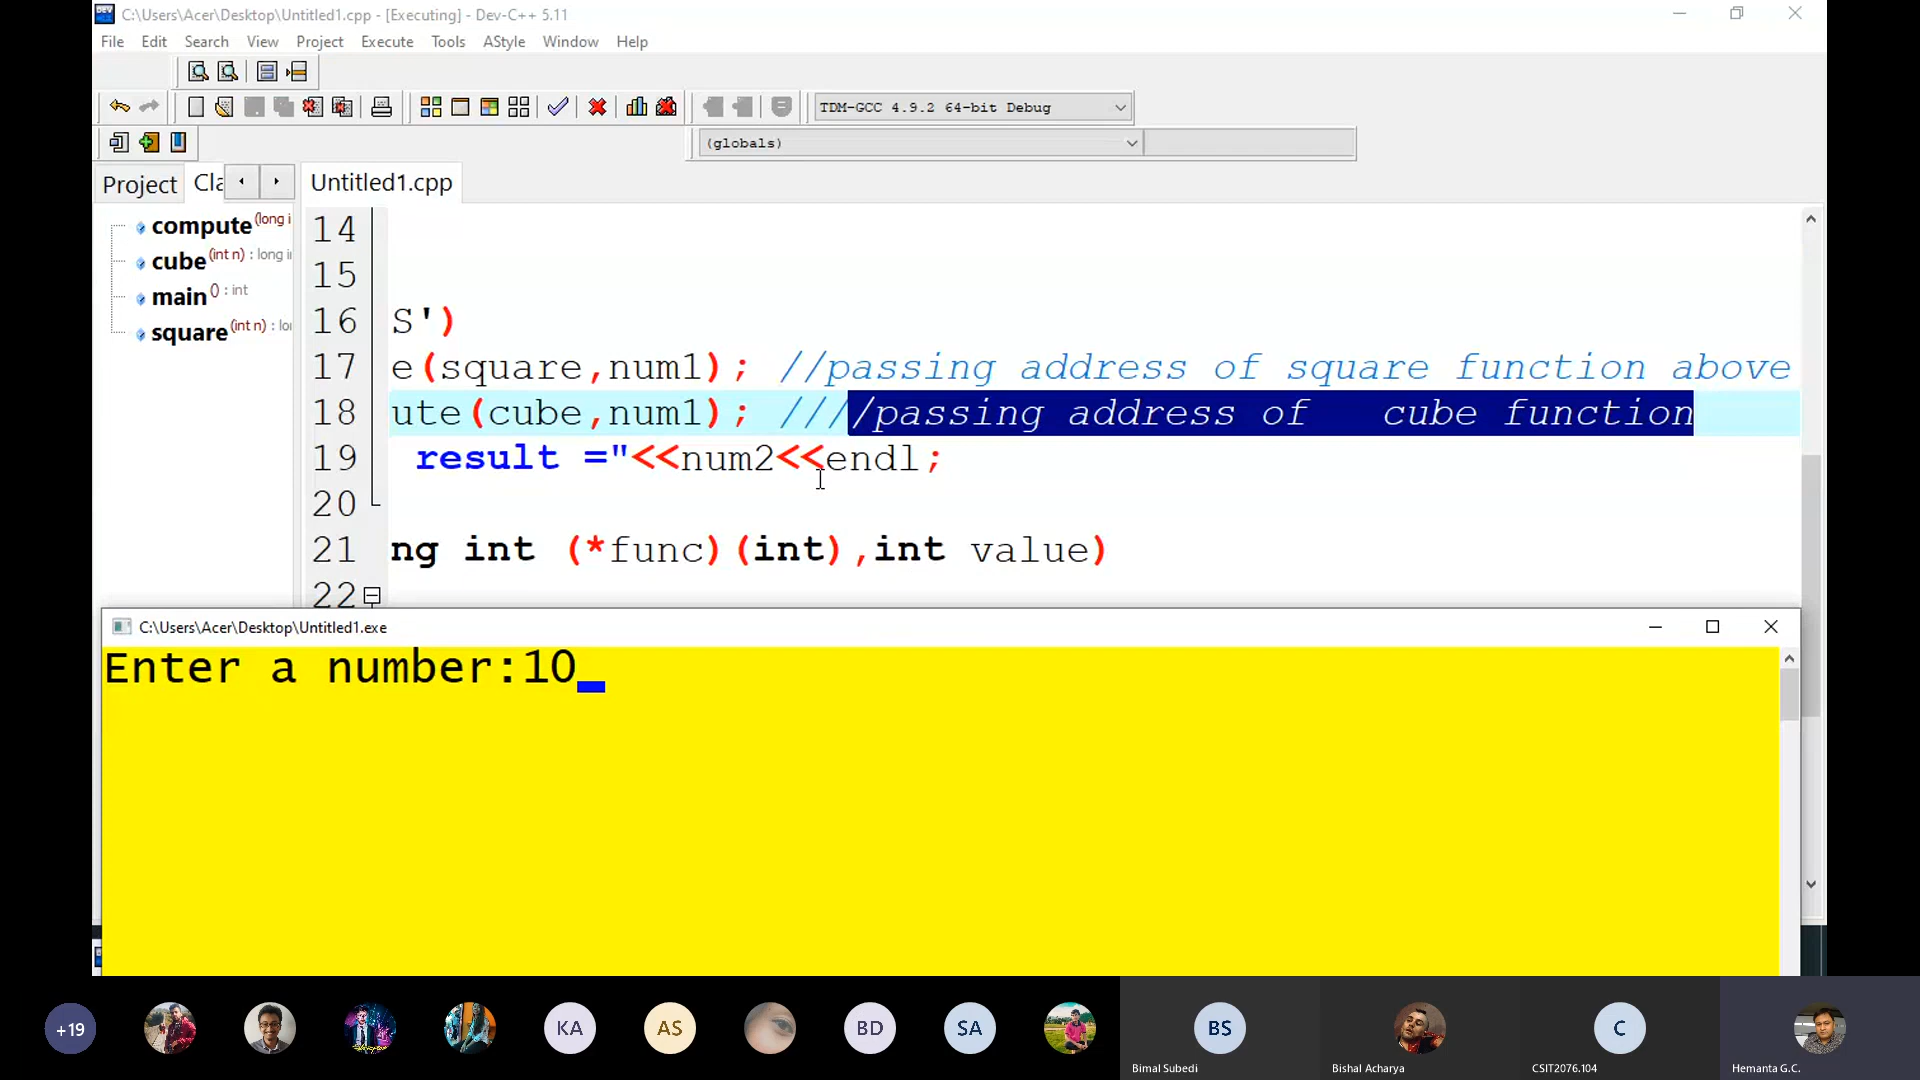 C:\Users\Acer\Desktop\Untitled1.cpp - [Executing] - Dev-C++ 5.11
File Edit Search View Project Execute Tools AStyle Window Help
TDM-GCC 4.9.2 64-bit Debug
(globals)
Project Cla
Untitled1.cpp
compute (long i
cube (int n) : long i
main () : int
square (int n) : lo
14
15
16 S')
17 e(square,num1); //passing address of square function above
18 ute(cube,num1); ////passing address of cube function
19 result ="<<num2<<endl;
20
21 ng int (*func)(int),int value)
22
C:\Users\Acer\Desktop\Untitled1.exe
Enter a number:10
+19
KA
AS
BD
SA
BS
C
Bimal Subedi
Bishal Acharya
CSIT2076.104
Hemanta G.C.